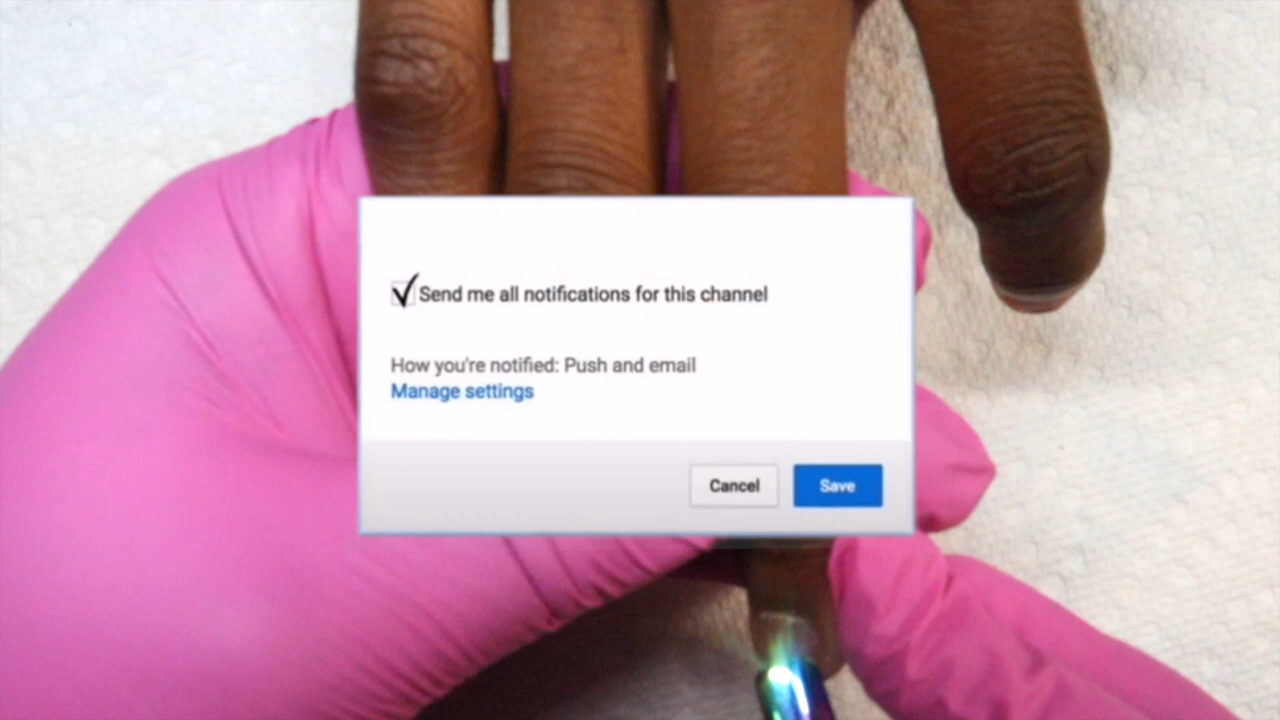 Send me all notifications for this channel
How you're notified: Push and email
Manage settings
Cancel
Save